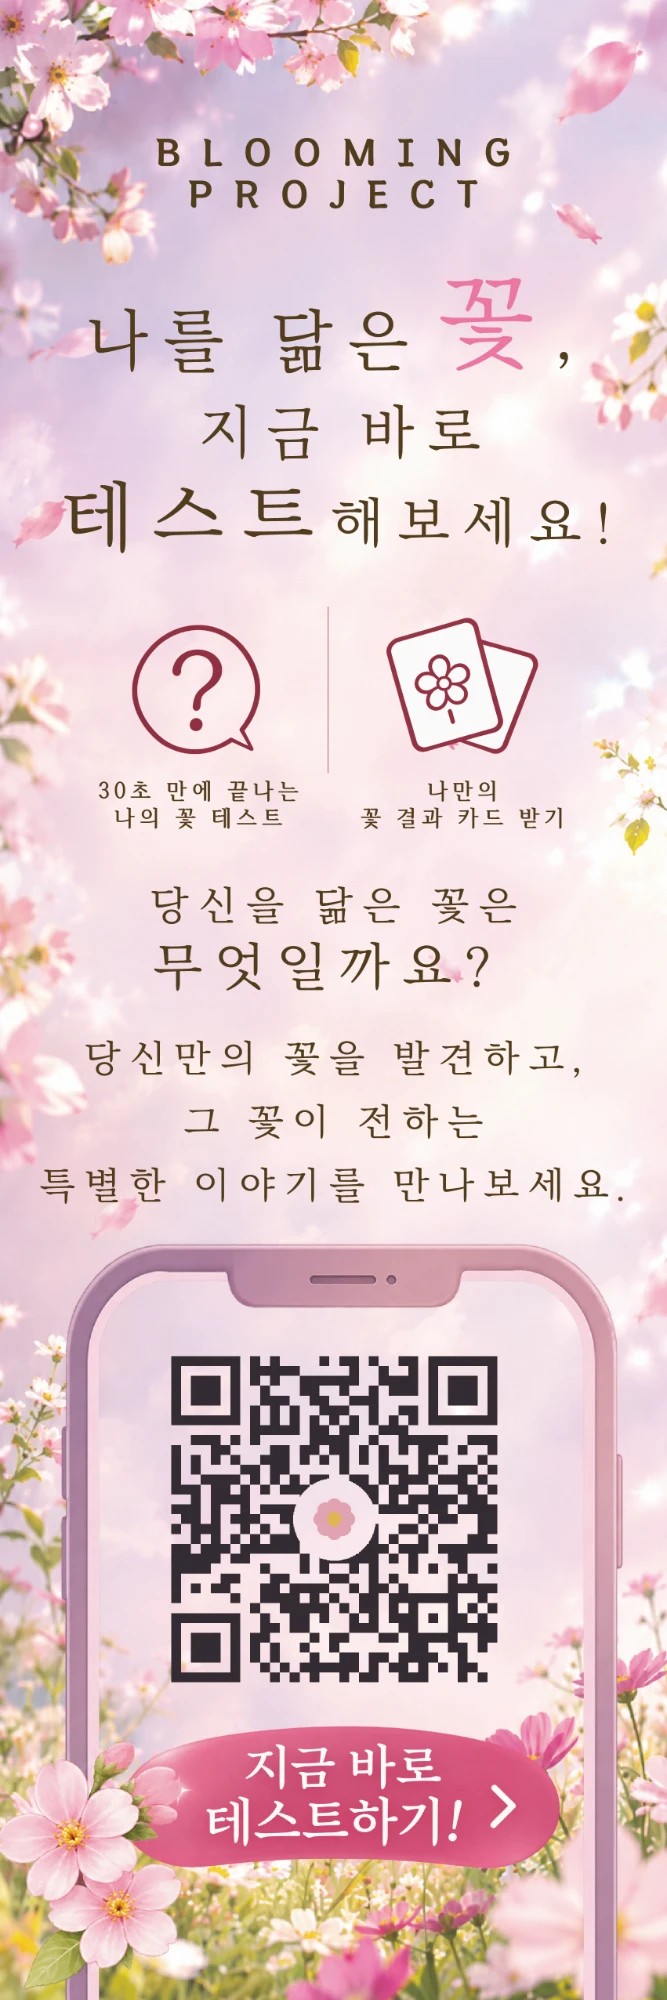 BLOOMING
PROJECT
나를 닮은 꽃,
지금 바로
테스트해보세요!
30초 만에 끝나는
나의 꽃 테스트
나만의
꽃 결과 카드 받기
당신을 닮은 꽃은
무엇일까요?
당신만의 꽃을 발견하고,
그 꽃이 전하는
특별한 이야기를 만나보세요.
지금 바로
테스트하기!